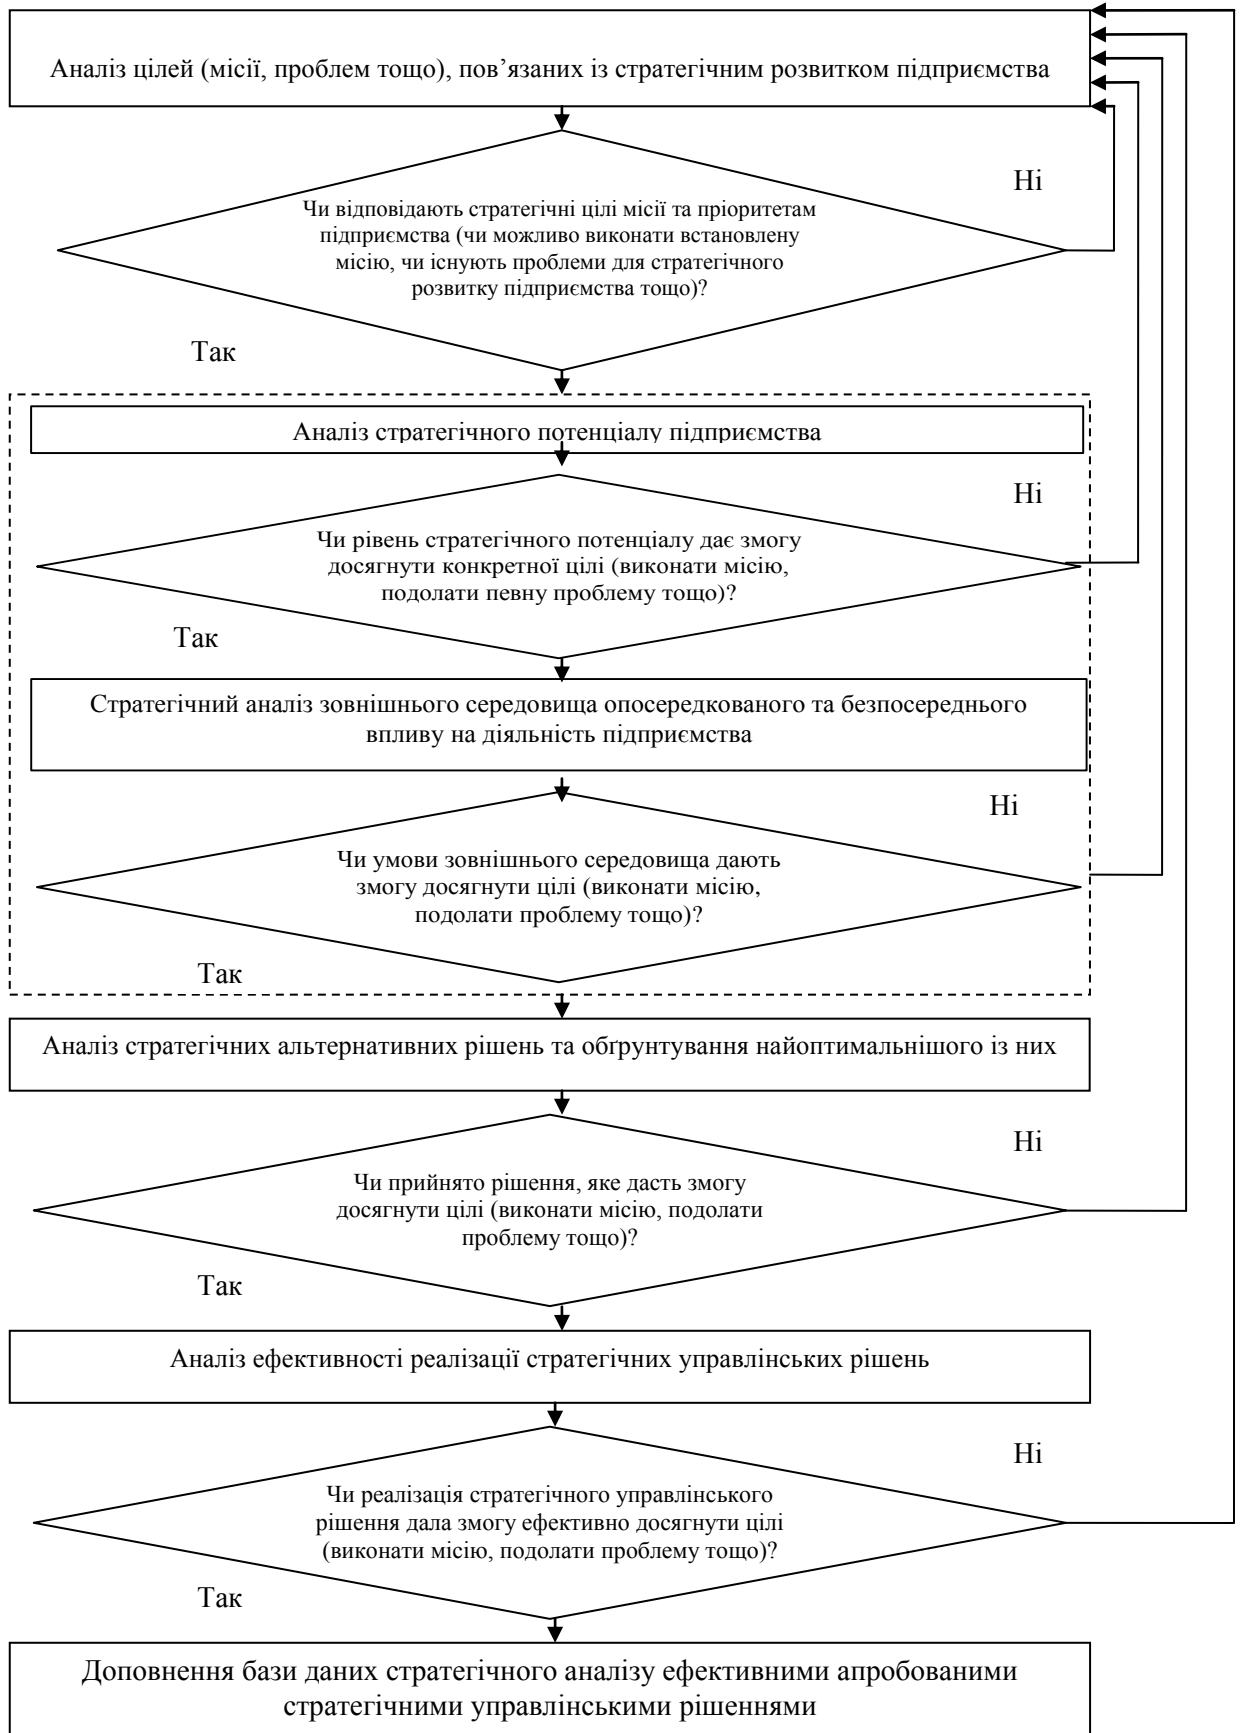 Аналіз цілей (місії, проблем тощо), пов’язаних із стратегічним розвитком підприємства
Ні
Чи відповідають стратегічні цілі місії та пріоритетам
підприємства (чи можливо виконати встановлену
місію, чи існують проблеми для стратегічного
розвитку підприємства тощо)?
Так
Аналіз стратегічного потенціалу підприємства
Ні
Чи рівень стратегічного потенціалу дає змогу
досягнути конкретної цілі (виконати місію,
подолати певну проблему тощо)?
Так
Стратегічний аналіз зовнішнього середовища опосередкованого та безпосереднього
впливу на діяльність підприємства
Ні
Чи умови зовнішнього середовища дають
змогу досягнути цілі (виконати місію,
подолати проблему тощо)?
Так
Аналіз стратегічних альтернативних рішень та обґрунтування найоптимальнішого із них
Ні
Чи прийнято рішення, яке дасть змогу
досягнути цілі (виконати місію, подолати
проблему тощо)?
Так
Аналіз ефективності реалізації стратегічних управлінських рішень
Ні
Чи реалізація стратегічного управлінського
рішення дала змогу ефективно досягнути цілі
(виконати місію, подолати проблему тощо)?
Так
Доповнення бази даних стратегічного аналізу ефективними апробованими
стратегічними управлінськими рішеннями